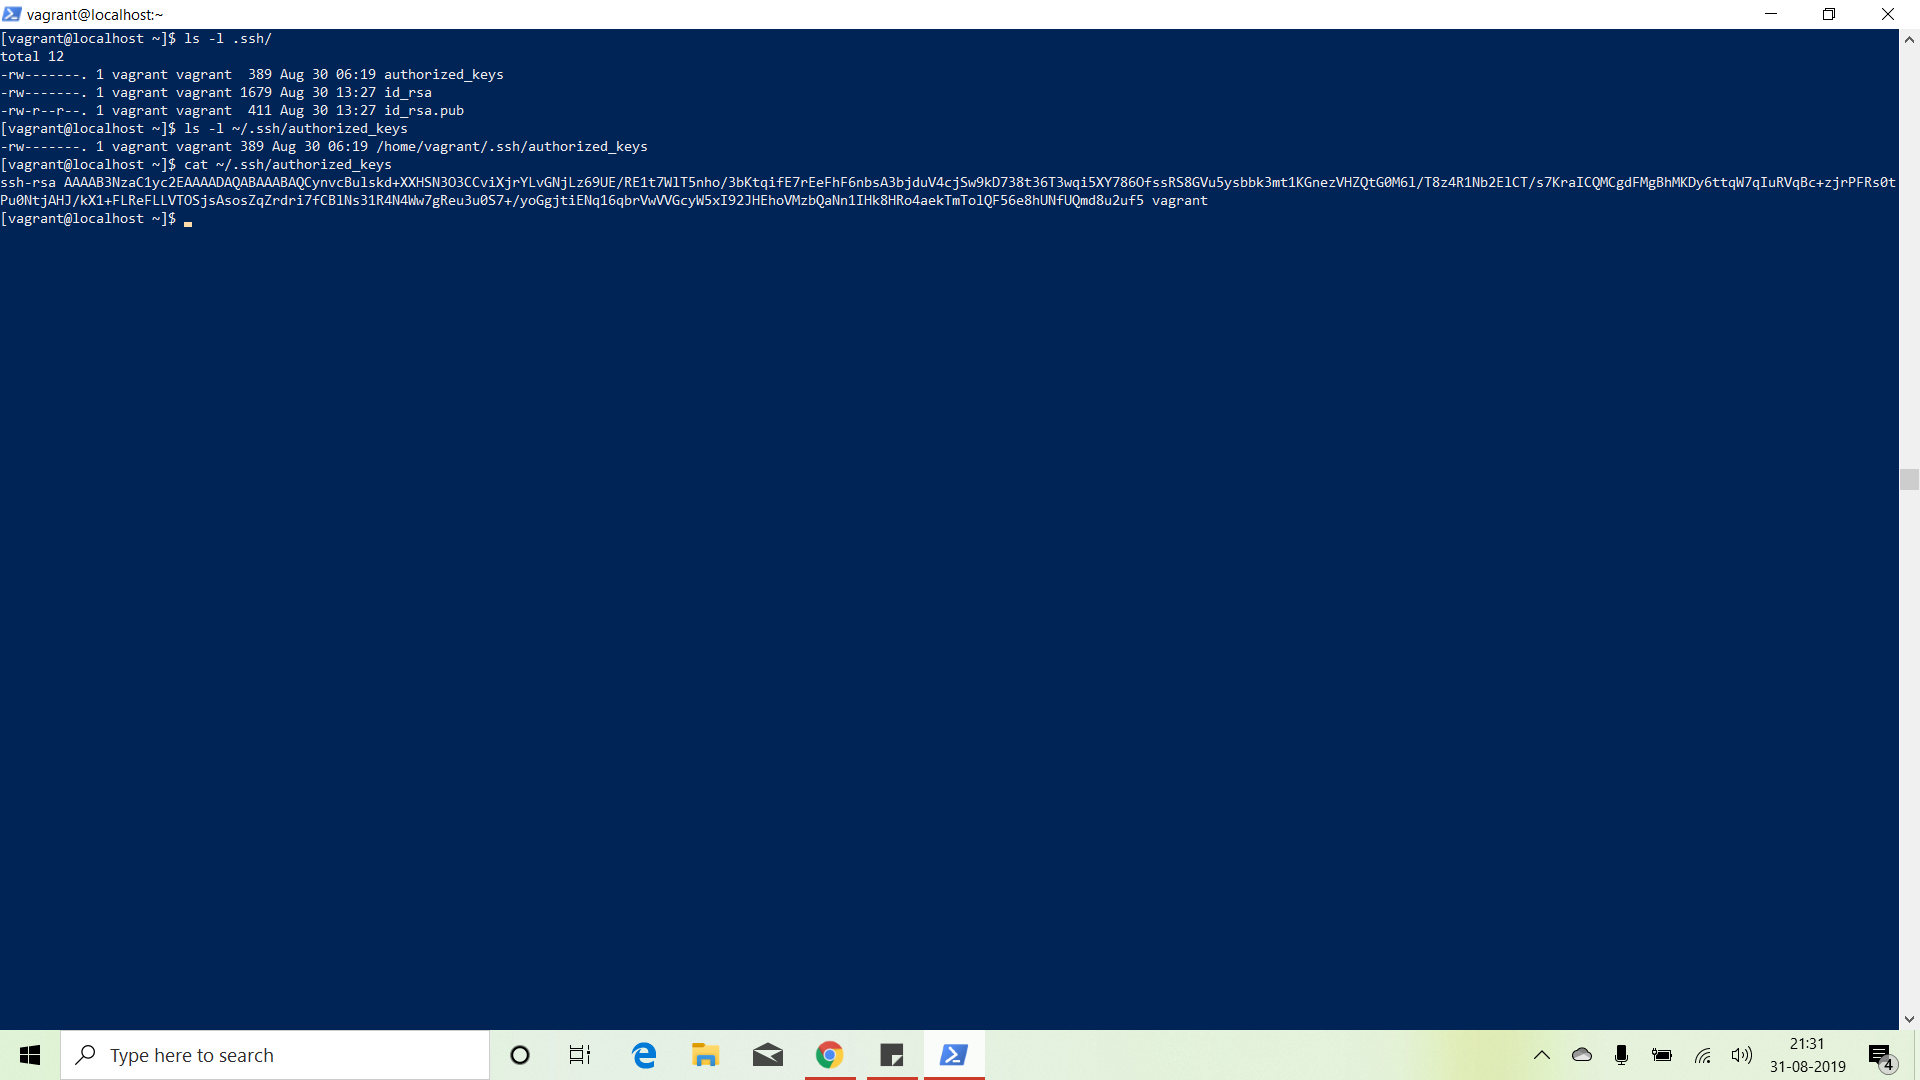 vagrant@localhost:~
[vagrant@localhost ~]$ ls -l .ssh/
total 12
-rw-------. 1 vagrant vagrant  389 Aug 30 06:19 authorized_keys
-rw-------. 1 vagrant vagrant 1679 Aug 30 13:27 id_rsa
-rw-r--r--. 1 vagrant vagrant  411 Aug 30 13:27 id_rsa.pub
[vagrant@localhost ~]$ ls -l ~/.ssh/authorized_keys
-rw-------. 1 vagrant vagrant 389 Aug 30 06:19 /home/vagrant/.ssh/authorized_keys
[vagrant@localhost ~]$ cat ~/.ssh/authorized_keys
ssh-rsa AAAAB3NzaC1yc2EAAAADAQABAAABAQCynvcBulskd+XXHSN3O3CCviXjrYLvGNjLz69UE/RE1t7WlT5nho/3bKtqifE7rEeFhF6nbsA3bjduV4cjSw9kD738t36T3wqi5XY786OfssRS8GVu5ysbbk3mt1KGnezVHZQtG0M6l/T8z4R1Nb2ElCT/s7KraICQMCgdFMgBhMKDy6ttqW7qIuRVqBc+zjrPFRs0t
Pu0NtjAHJ/kX1+FLReFLLVTOSjsAsosZqZrdri7fCBlNs31R4N4Ww7gReu3u0S7+/yoGgjtiENq16qbrVwVVGcyW5xI92JHEhoVMzbQaNn1IHk8HRo4aekTmTolQF56e8hUNfUQmd8u2uf5 vagrant
[vagrant@localhost ~]$
Type here to search
21:31
31-08-2019
4